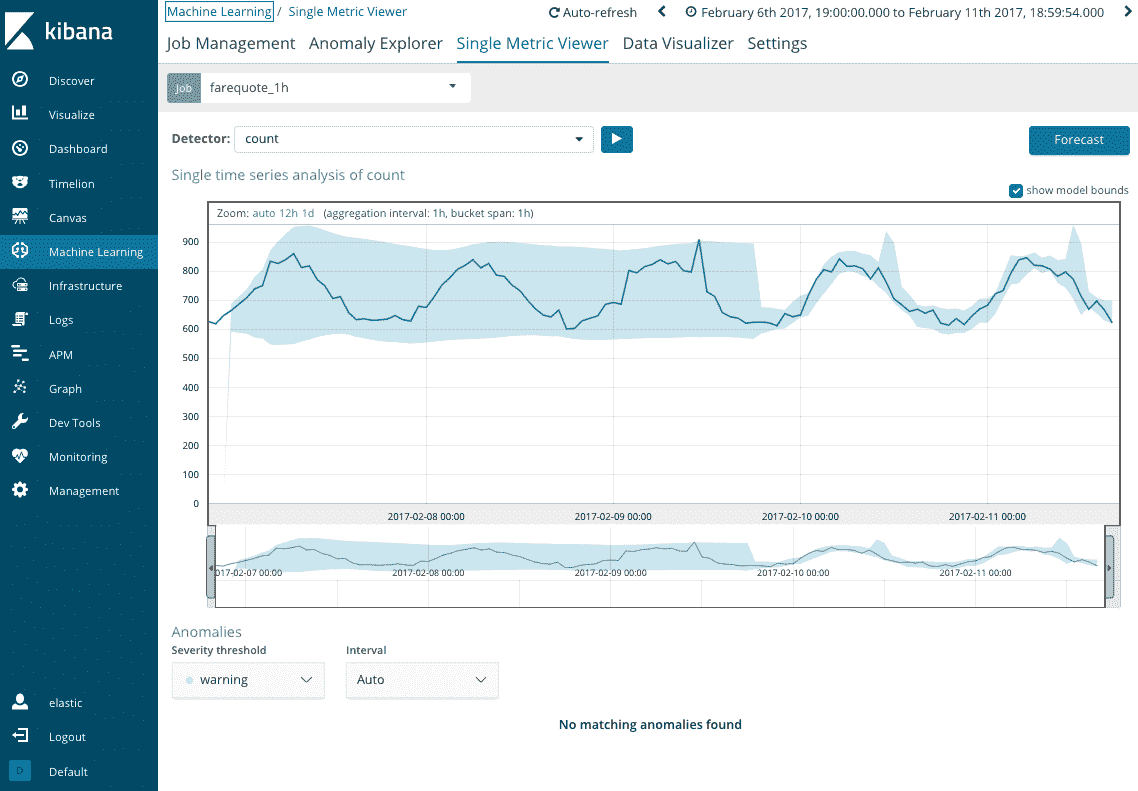 kibana
Discover
Visualize
Dashboard
Timelion
Canvas
Machine Learning
Infrastructure
Logs
APM
Graph
Dev Tools
Monitoring
Management
elastic
Logout
D Default
Machine Learning / Single Metric Viewer
Auto-refresh
February 6th 2017, 19:00:00.000 to February 11th 2017, 18:59:54.000
Job Management Anomaly Explorer Single Metric Viewer Data Visualizer Settings
Job farequote_1h
Detector: count
Forecast
Single time series analysis of count
show model bounds
Zoom: auto 12h 1d (aggregation interval: 1h, bucket span: 1h)
900
800
700
600
500
400
300
200
100
0
2017-02-08 00:00 2017-02-09 00:00 2017-02-10 00:00 2017-02-11 00:00
2017-02-07 00:00 2017-02-08 00:00 2017-02-09 00:00 2017-02-10 00:00 2017-02-11 00:00
Anomalies
Severity threshold Interval
warning Auto
No matching anomalies found